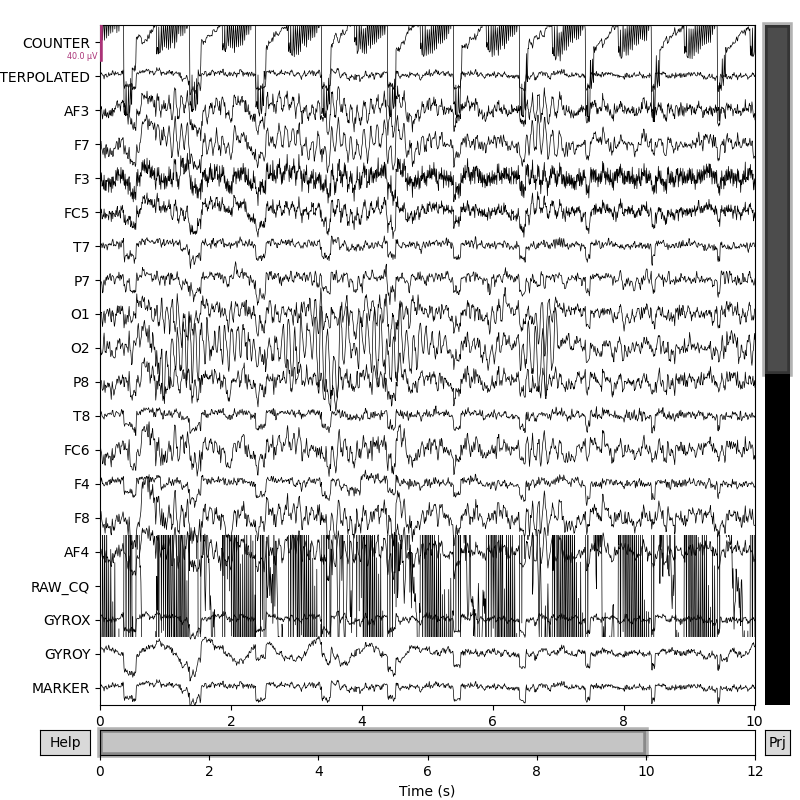 COUNTER
40.0 µV
TERPOLATED
AF3
F7
F3
FC5
T7
P7
O1
O2
P8
T8
FC6
F4
F8
AF4
RAW_CQ
GYROX
GYROY
MARKER
0 2 4 6 8 10
Help Prj
0 2 4 6 8 10 12
Time (s)